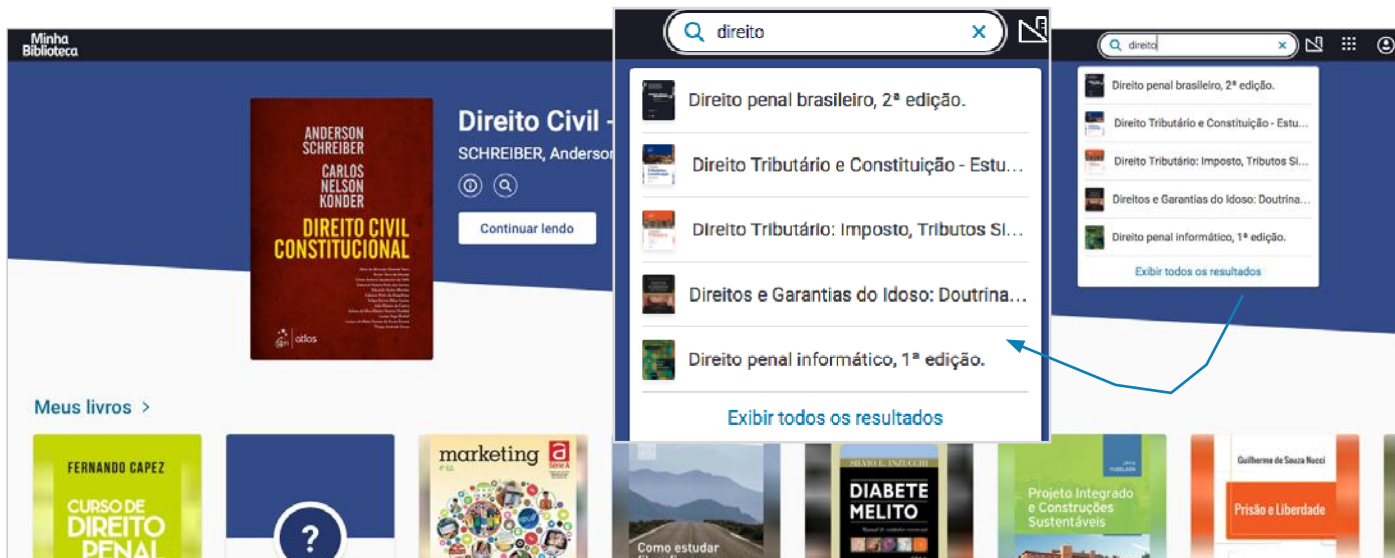 Minha
Biblioteca
ANDERSON
SCHREIBER
CARLOS
NELSON
KONDER
DIREITO CIVIL
CONSTITUCIONAL
atlas
Direito Civil -
SCHREIBER, Anderson
Continuar lendo
direito
Direito penal brasileiro, 2ª edição.
Direito Tributário e Constituição - Estu...
Direito Tributário: Imposto, Tributos Si...
Direitos e Garantias do Idoso: Doutrina...
Direito penal informático, 1ª edição.
Exibir todos os resultados
direito
Direito penal brasileiro, 2ª edição.
Direito Tributário e Constituição - Estu...
Direito Tributário: Imposto, Tributos Si...
Direitos e Garantias do Idoso: Doutrina...
Direito penal informático, 1ª edição.
Exibir todos os resultados
Meus livros >
FERNANDO CAPEZ
CURSO DE
DIREITO
PENAL
?
marketing
a
Série A
Como estudar
SILVIO E. INZUCCHI
DIABETE
MELITO
Projeto Integrado
e Construções
Sustentáveis
Guilherme de Souza Nucci
Prisão e Liberdade